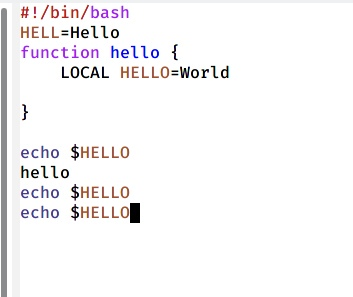 #!/bin/bash
HELL=Hello
function hello {
    LOCAL HELLO=World
}
echo $HELLO
hello
echo $HELLO
echo $HELLO